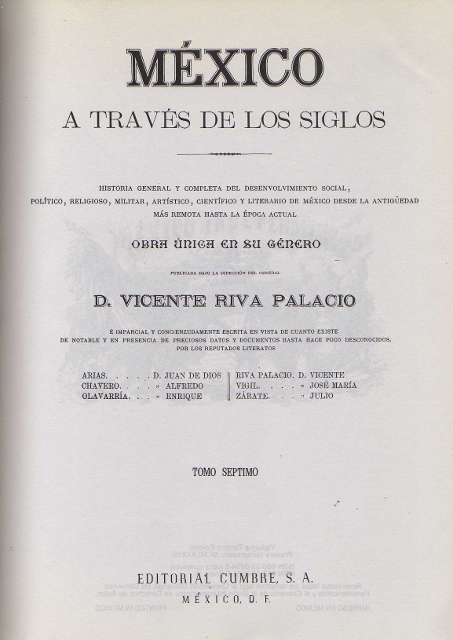 MÉXICO
A TRAVÉS DE LOS SIGLOS
HISTORIA GENERAL Y COMPLETA DEL DESENVOLVIMIENTO SOCIAL,
POLÍTICO, RELIGIOSO, MILITAR, ARTÍSTICO, CIENTÍFICO Y LITERARIO DE MÉXICO DESDE LA ANTIGÜEDAD
MÁS REMOTA HASTA LA ÉPOCA ACTUAL
OBRA ÚNICA EN SU GÉNERO
PUBLICADA BAJO LA DIRECCIÓN DEL GENERAL
D. VICENTE RIVA PALACIO
É IMPARCIAL Y CONCIENZUDAMENTE ESCRITA EN VISTA DE CUANTO EXISTE
DE NOTABLE Y EN PRESENCIA DE PRECIOSOS DATOS Y DOCUMENTOS HASTA HACE POCO DESCONOCIDOS,
POR LOS REPUTADOS LITERATOS
ARIAS. . . . . . D. JUAN DE DIOS
CHAVERO. . . . » ALFREDO
OLAVARRÍA. . . » ENRIQUE
RIVA PALACIO. D. VICENTE
VIGIL. . . . . » JOSÉ MARÍA
ZÁRATE. . . . » JULIO
TOMO SEPTIMO
EDITORIAL CUMBRE, S. A.
MÉXICO, D. F.